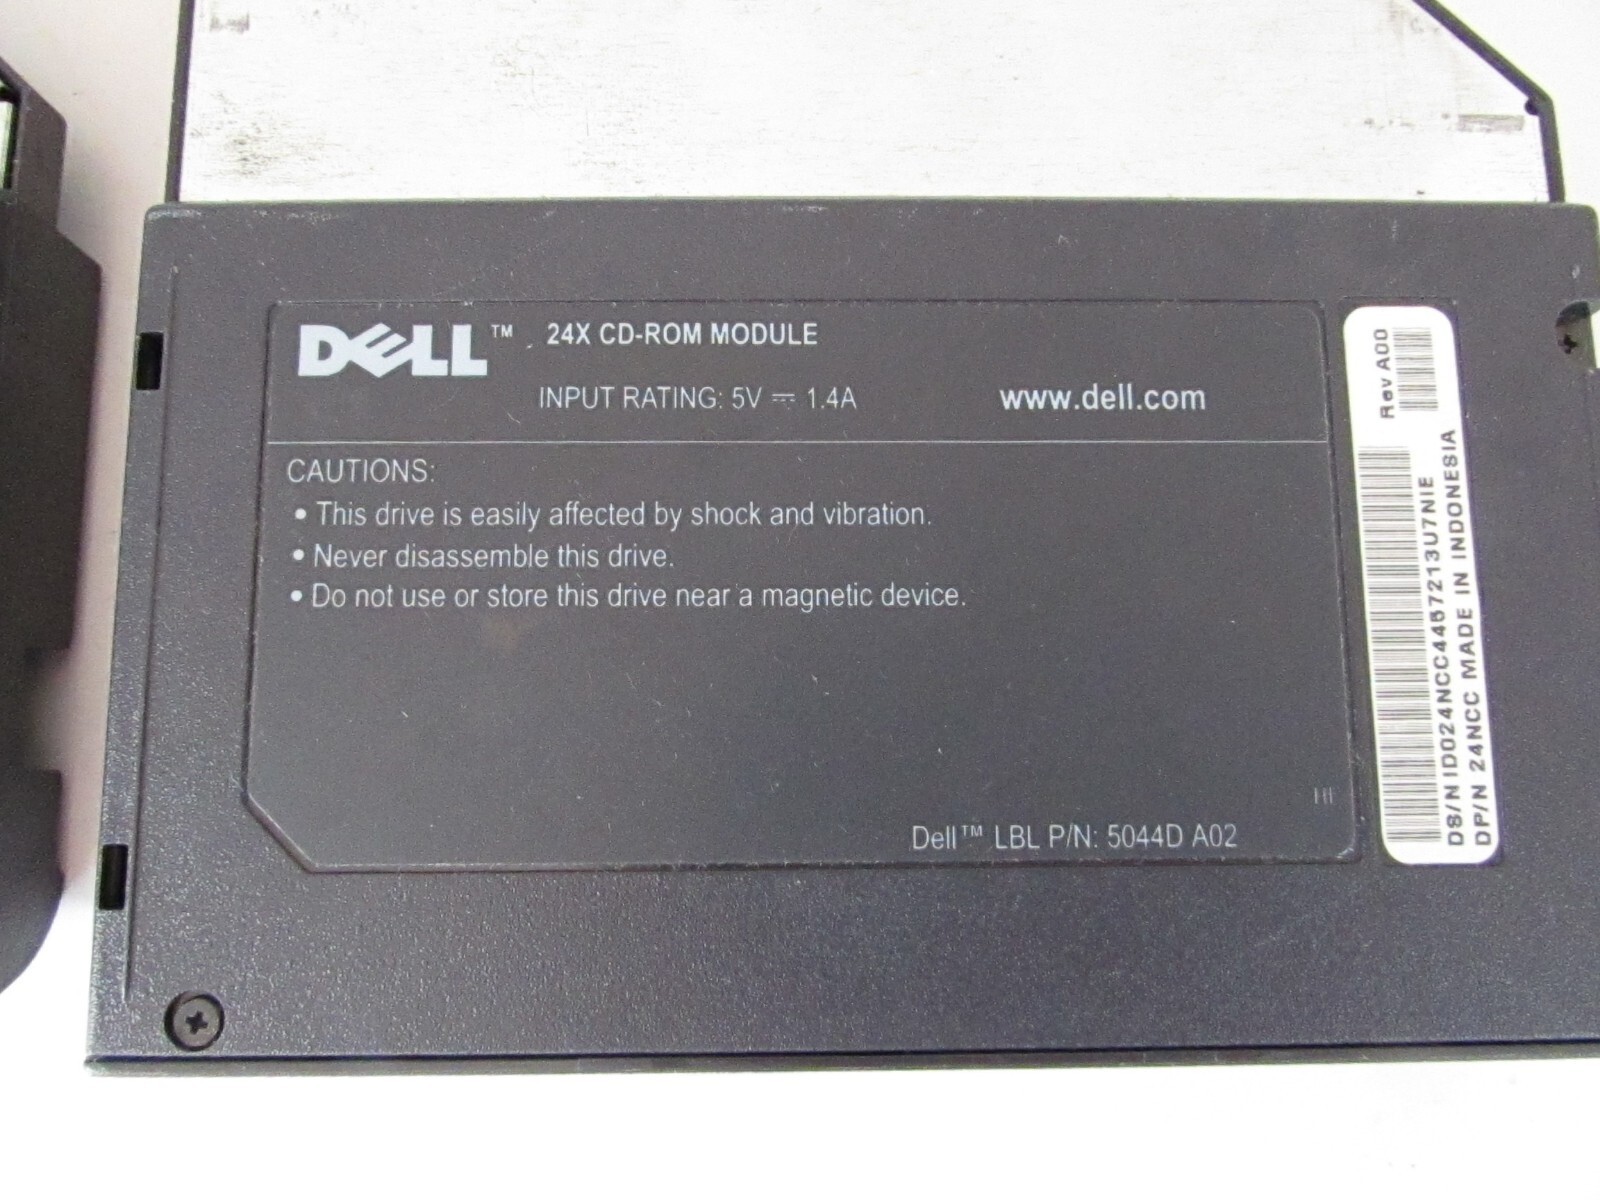 DELL™ 24X CD-ROM MODULE
INPUT RATING: 5V ⎓ 1.4A www.dell.com
CAUTIONS:
• This drive is easily affected by shock and vibration.
• Never disassemble this drive.
• Do not use or store this drive near a magnetic device.
Dell™ LBL P/N: 5044D A02
Rev A00
DP/N 24NCC MADE IN INDONESIA